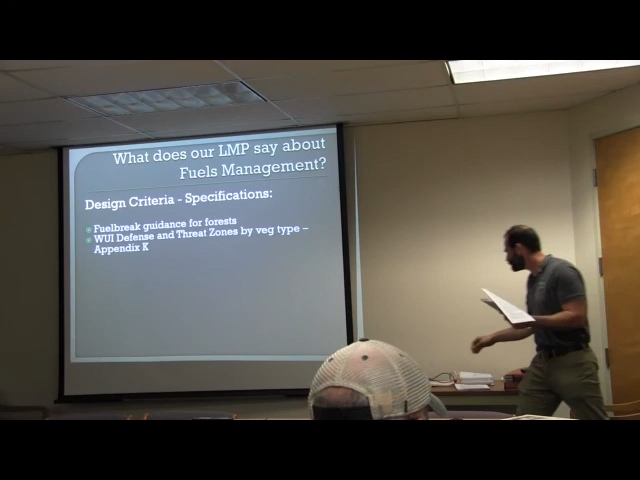 What does our LMP say about
Fuels Management?
Design Criteria - Specifications:
Fuelbreak guidance for forests
WUI Defense and Threat Zones by veg type –
Appendix K